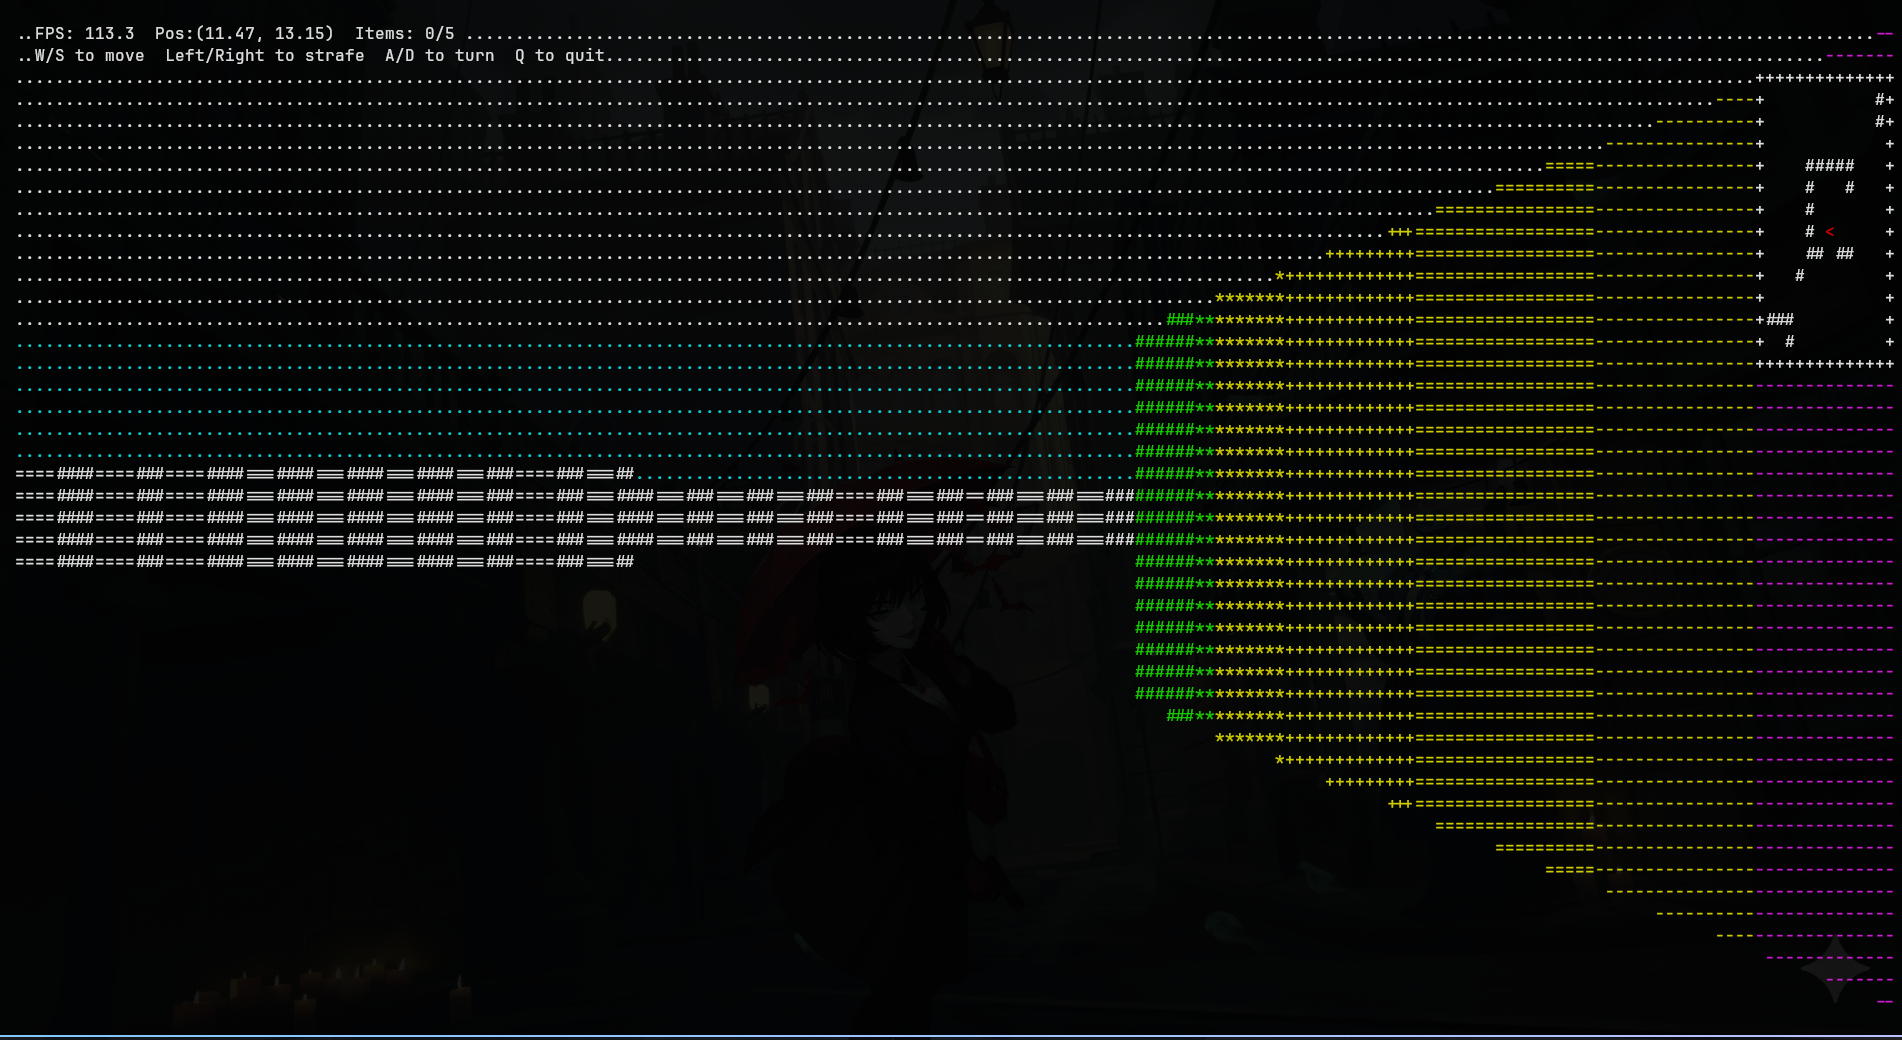 FPS: 113.3  Pos:(11.47, 13.15)  Items: 0/5
W/S to move  Left/Right to strafe  A/D to turn  Q to quit